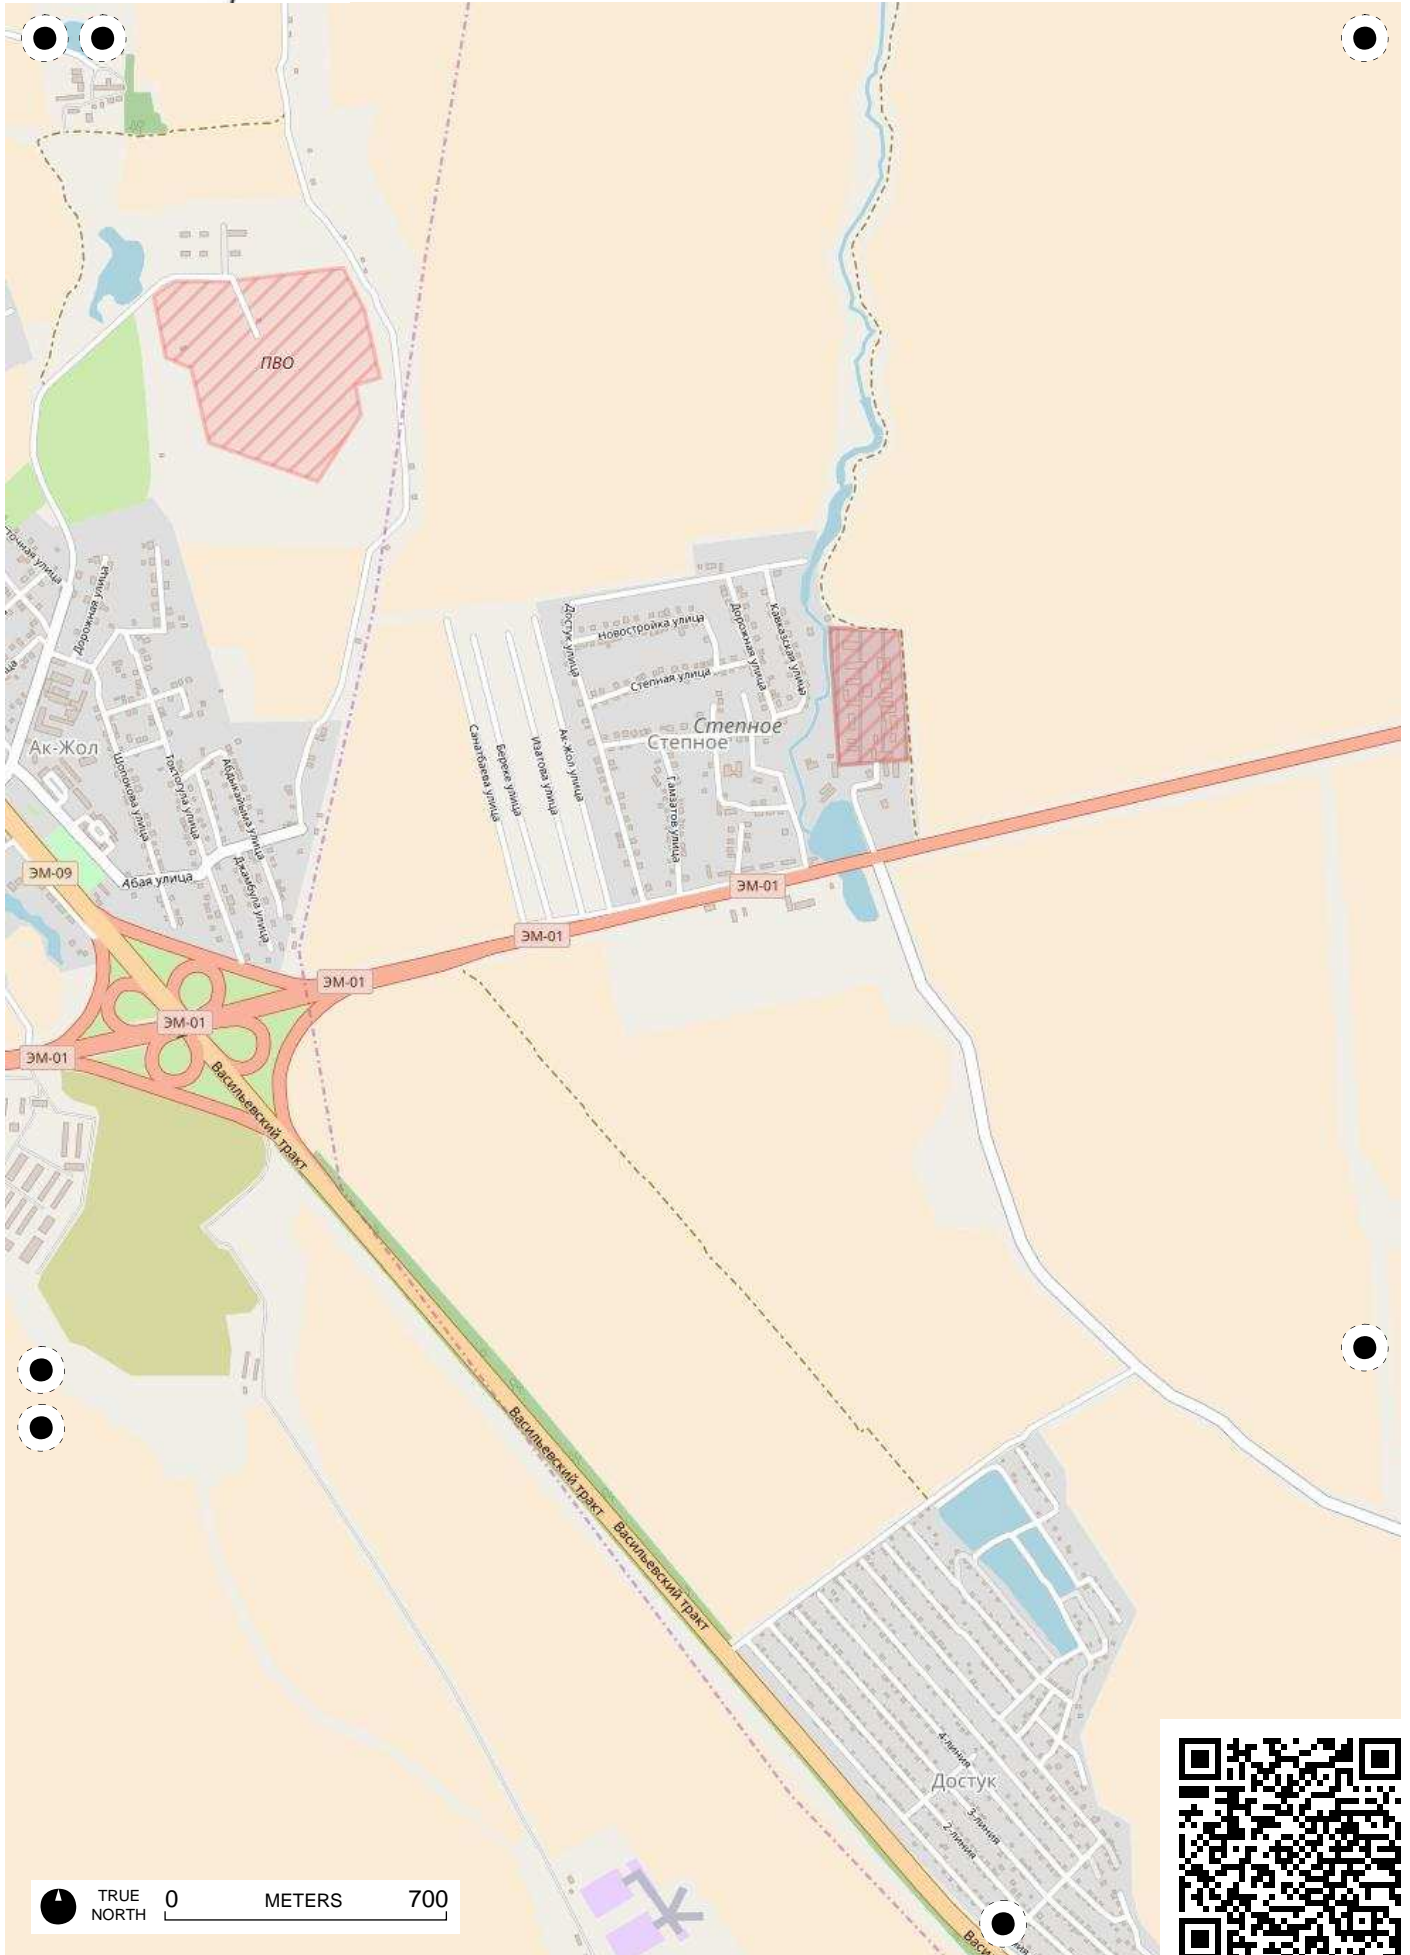 ПВО
Дорожная улица
Ак-Жол
Шопокова улица
Токтогула улица
Абдыкайыма улица
Джамбула улица
Абая улица
Достук улица
Новостройка улица
Дорожная улица
Кавказская улица
Степная улица
Степное
Степное
Санатбаева улица
Береке улица
Изатова улица
Ак-Жол улица
Гамзатов улица
ЭМ-09
ЭМ-01
ЭМ-01
ЭМ-01
ЭМ-01
ЭМ-01
Васильевский тракт
Васильевский тракт
Васильевский тракт
4-линия
Достук
3-линия
2-линия
TRUE
NORTH
0 METERS 700